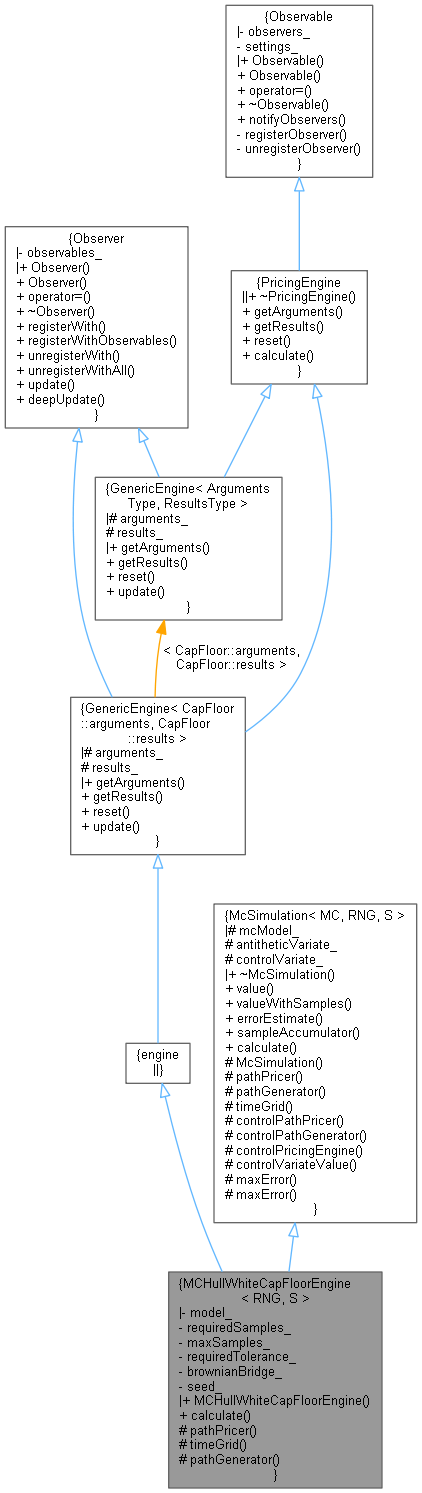 {Observable
|- observers_
- settings_
|+ Observable()
+ Observable()
+ operator=()
+ ~Observable()
+ notifyObservers()
- registerObserver()
- unregisterObserver()
}
{Observer
|- observables_
|+ Observer()
+ Observer()
+ operator=()
+ ~Observer()
+ registerWith()
+ registerWithObservables()
+ unregisterWith()
+ unregisterWithAll()
+ update()
+ deepUpdate()
}
{PricingEngine
||+ ~PricingEngine()
+ getArguments()
+ getResults()
+ reset()
+ calculate()
}
{GenericEngine< Arguments
Type, ResultsType >
|# arguments_
# results_
|+ getArguments()
+ getResults()
+ reset()
+ update()
}
< CapFloor::arguments,
CapFloor::results >
{GenericEngine< CapFloor
::arguments, CapFloor
::results >
|# arguments_
# results_
|+ getArguments()
+ getResults()
+ reset()
+ update()
}
{McSimulation< MC, RNG, S >
|# mcModel_
# antitheticVariate_
# controlVariate_
|+ ~McSimulation()
+ value()
+ valueWithSamples()
+ errorEstimate()
+ sampleAccumulator()
+ calculate()
# McSimulation()
# pathPricer()
# pathGenerator()
# timeGrid()
# controlPathPricer()
# controlPathGenerator()
# controlPricingEngine()
# controlVariateValue()
# maxError()
# maxError()
}
{engine
||}
{MCHullWhiteCapFloorEngine
< RNG, S >
|- model_
- requiredSamples_
- maxSamples_
- requiredTolerance_
- brownianBridge_
- seed_
|+ MCHullWhiteCapFloorEngine()
+ calculate()
# pathPricer()
# timeGrid()
# pathGenerator()
}